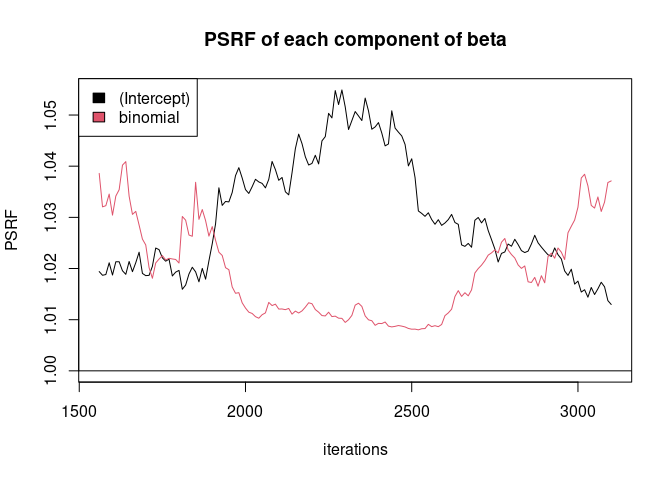 PSRF of each component of beta
(Intercept)
binomial
PSRF
1.05
1.04
1.03
1.02
1.01
1.00
1500 2000 2500 3000
iterations